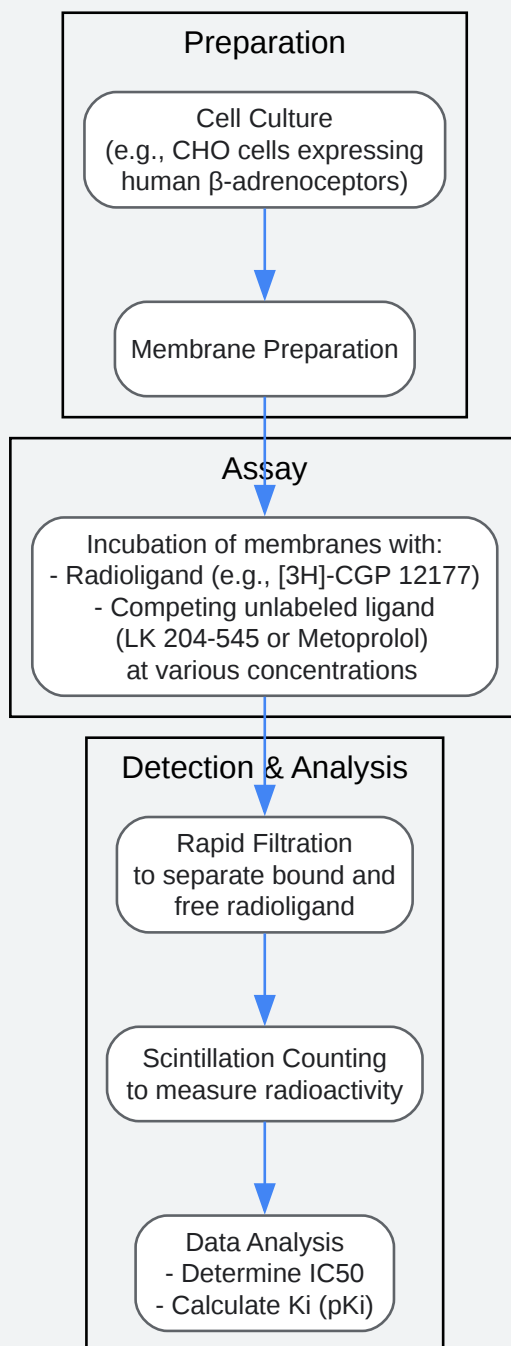 Preparation
Cell Culture
(e.g., CHO cells expressing
human β-adrenoceptors)
Membrane Preparation
Assay
Incubation of membranes with:
- Radioligand (e.g., [3H]-CGP 12177)
- Competing unlabeled ligand
(LK 204-545 or Metoprolol)
at various concentrations
Detection & Analysis
Rapid Filtration
to separate bound and
free radioligand
Scintillation Counting
to measure radioactivity
Data Analysis
- Determine IC50
- Calculate Ki (pKi)